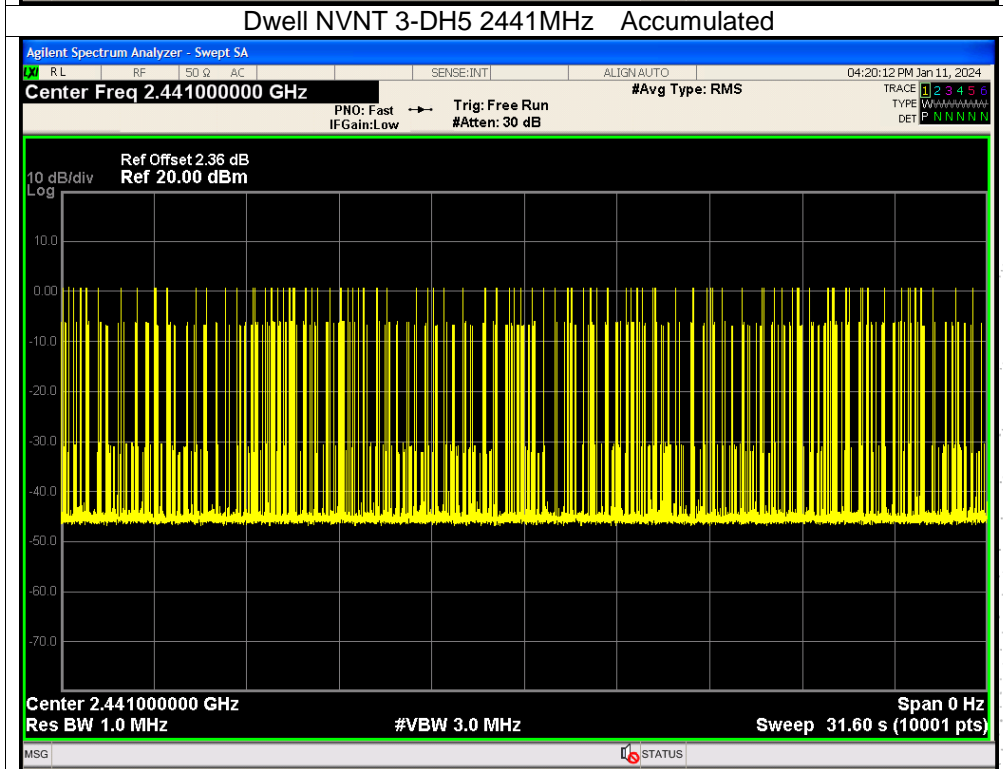 Dwell NVNT 3-DH5 2441MHz Accumulated
Agilent Spectrum Analyzer - Swept SA
LXI RL RF 50 Ω AC SENSE:INT ALIGN AUTO 04:20:12 PM Jan 11, 2024
Center Freq 2.441000000 GHz #Avg Type: RMS TRACE 1 2 3 4 5 6
PNO: Fast Trig: Free Run TYPE WWWWWW
IFGain:Low #Atten: 30 dB DET P N N N N N
Ref Offset 2.36 dB
10 dB/div Ref 20.00 dBm
Log
10.0
0.00
-10.0
-20.0
-30.0
-40.0
-50.0
-60.0
-70.0
Center 2.441000000 GHz Span 0 Hz
Res BW 1.0 MHz #VBW 3.0 MHz Sweep 31.60 s (10001 pts)
MSG STATUS